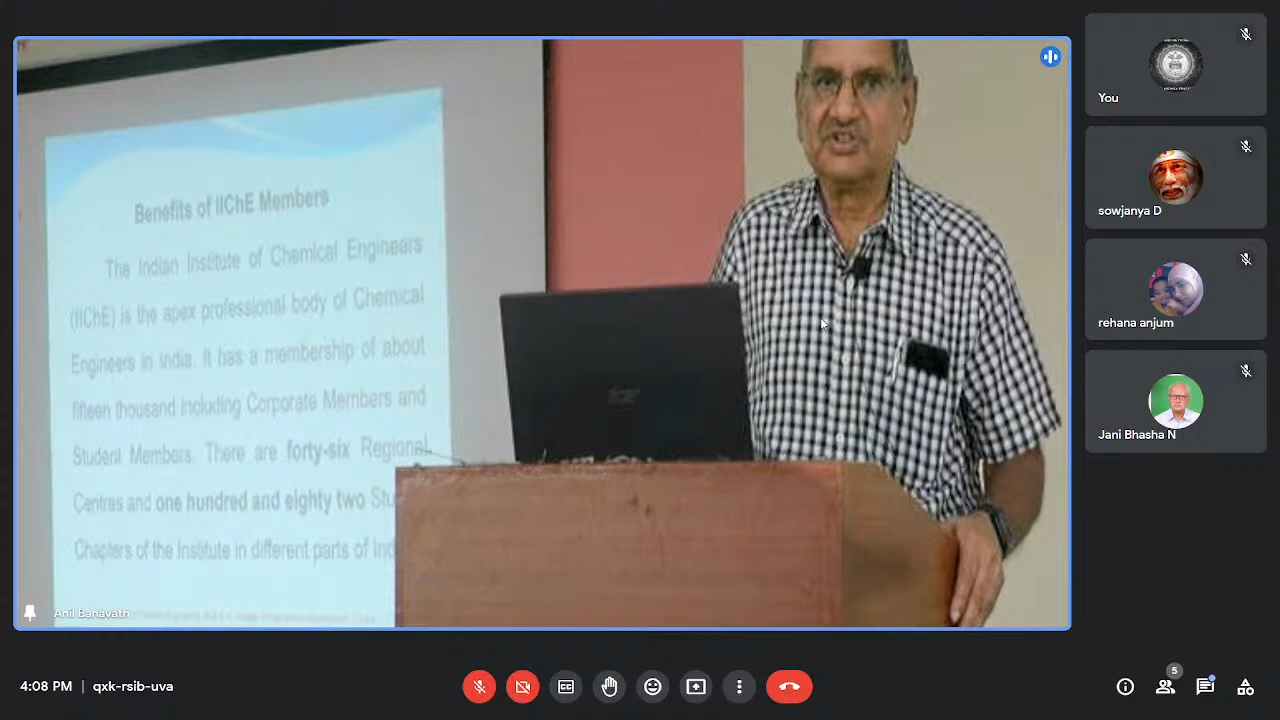 Benefits of IIChE Members
The Indian Institute of Chemical Engineers
(IIChE) is the apex professional body of Chemical
Engineers in India. It has a membership of about
fifteen thousand including Corporate Members and
Student Members. There are forty-six Regional
Centres and one hundred and eighty two Stu
Chapters of the Institute in different parts of Ind
Anil Banavath
acer
You
sowjanya D
rehana anjum
Jani Bhasha N
4:08 PM | qxk-rsib-uva
5